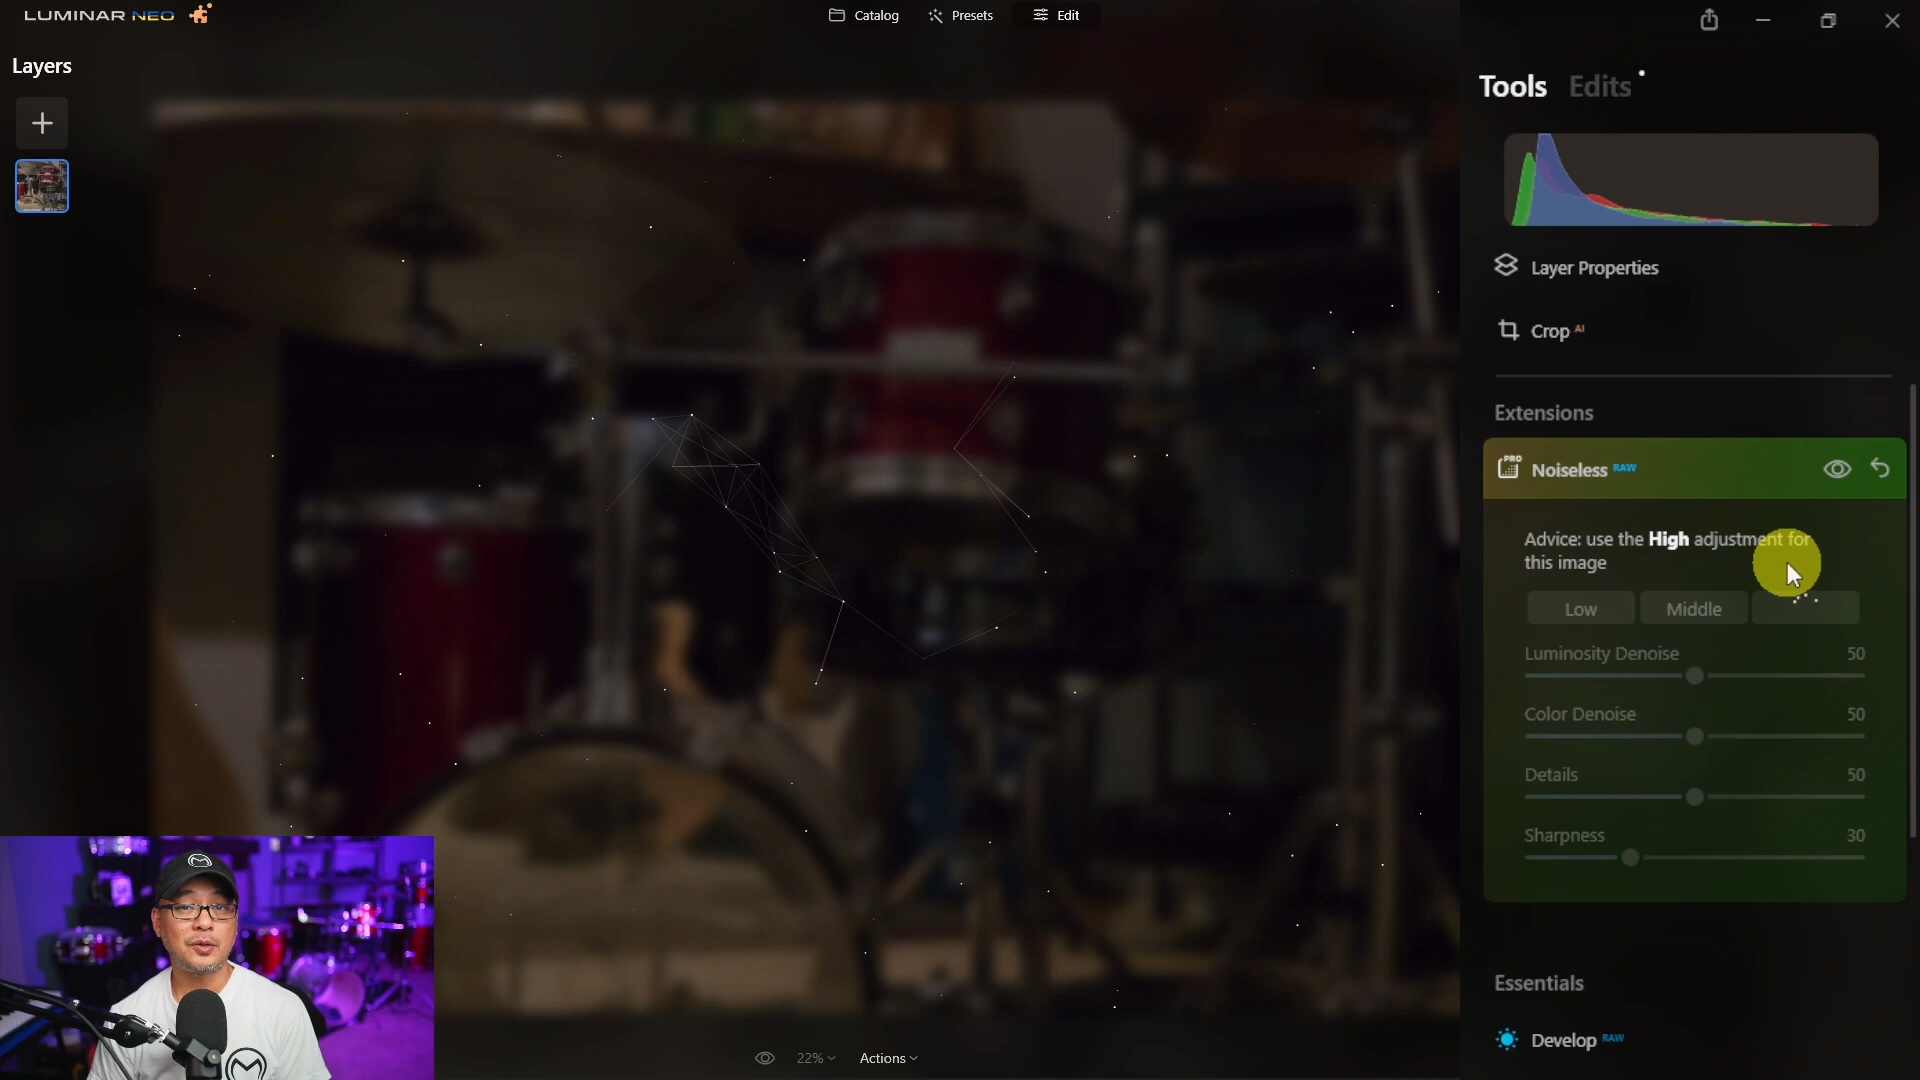 LUMINAR NEO
Catalog
Presets
Edit
Layers
Tools
Edits
Layer Properties
Crop AI
Extensions
PRO
Noiseless RAW
Advice: use the High adjustment for
this image
Low
Middle
Luminosity Denoise 50
Color Denoise 50
Details 50
Sharpness 30
Essentials
Develop RAW
22%
Actions